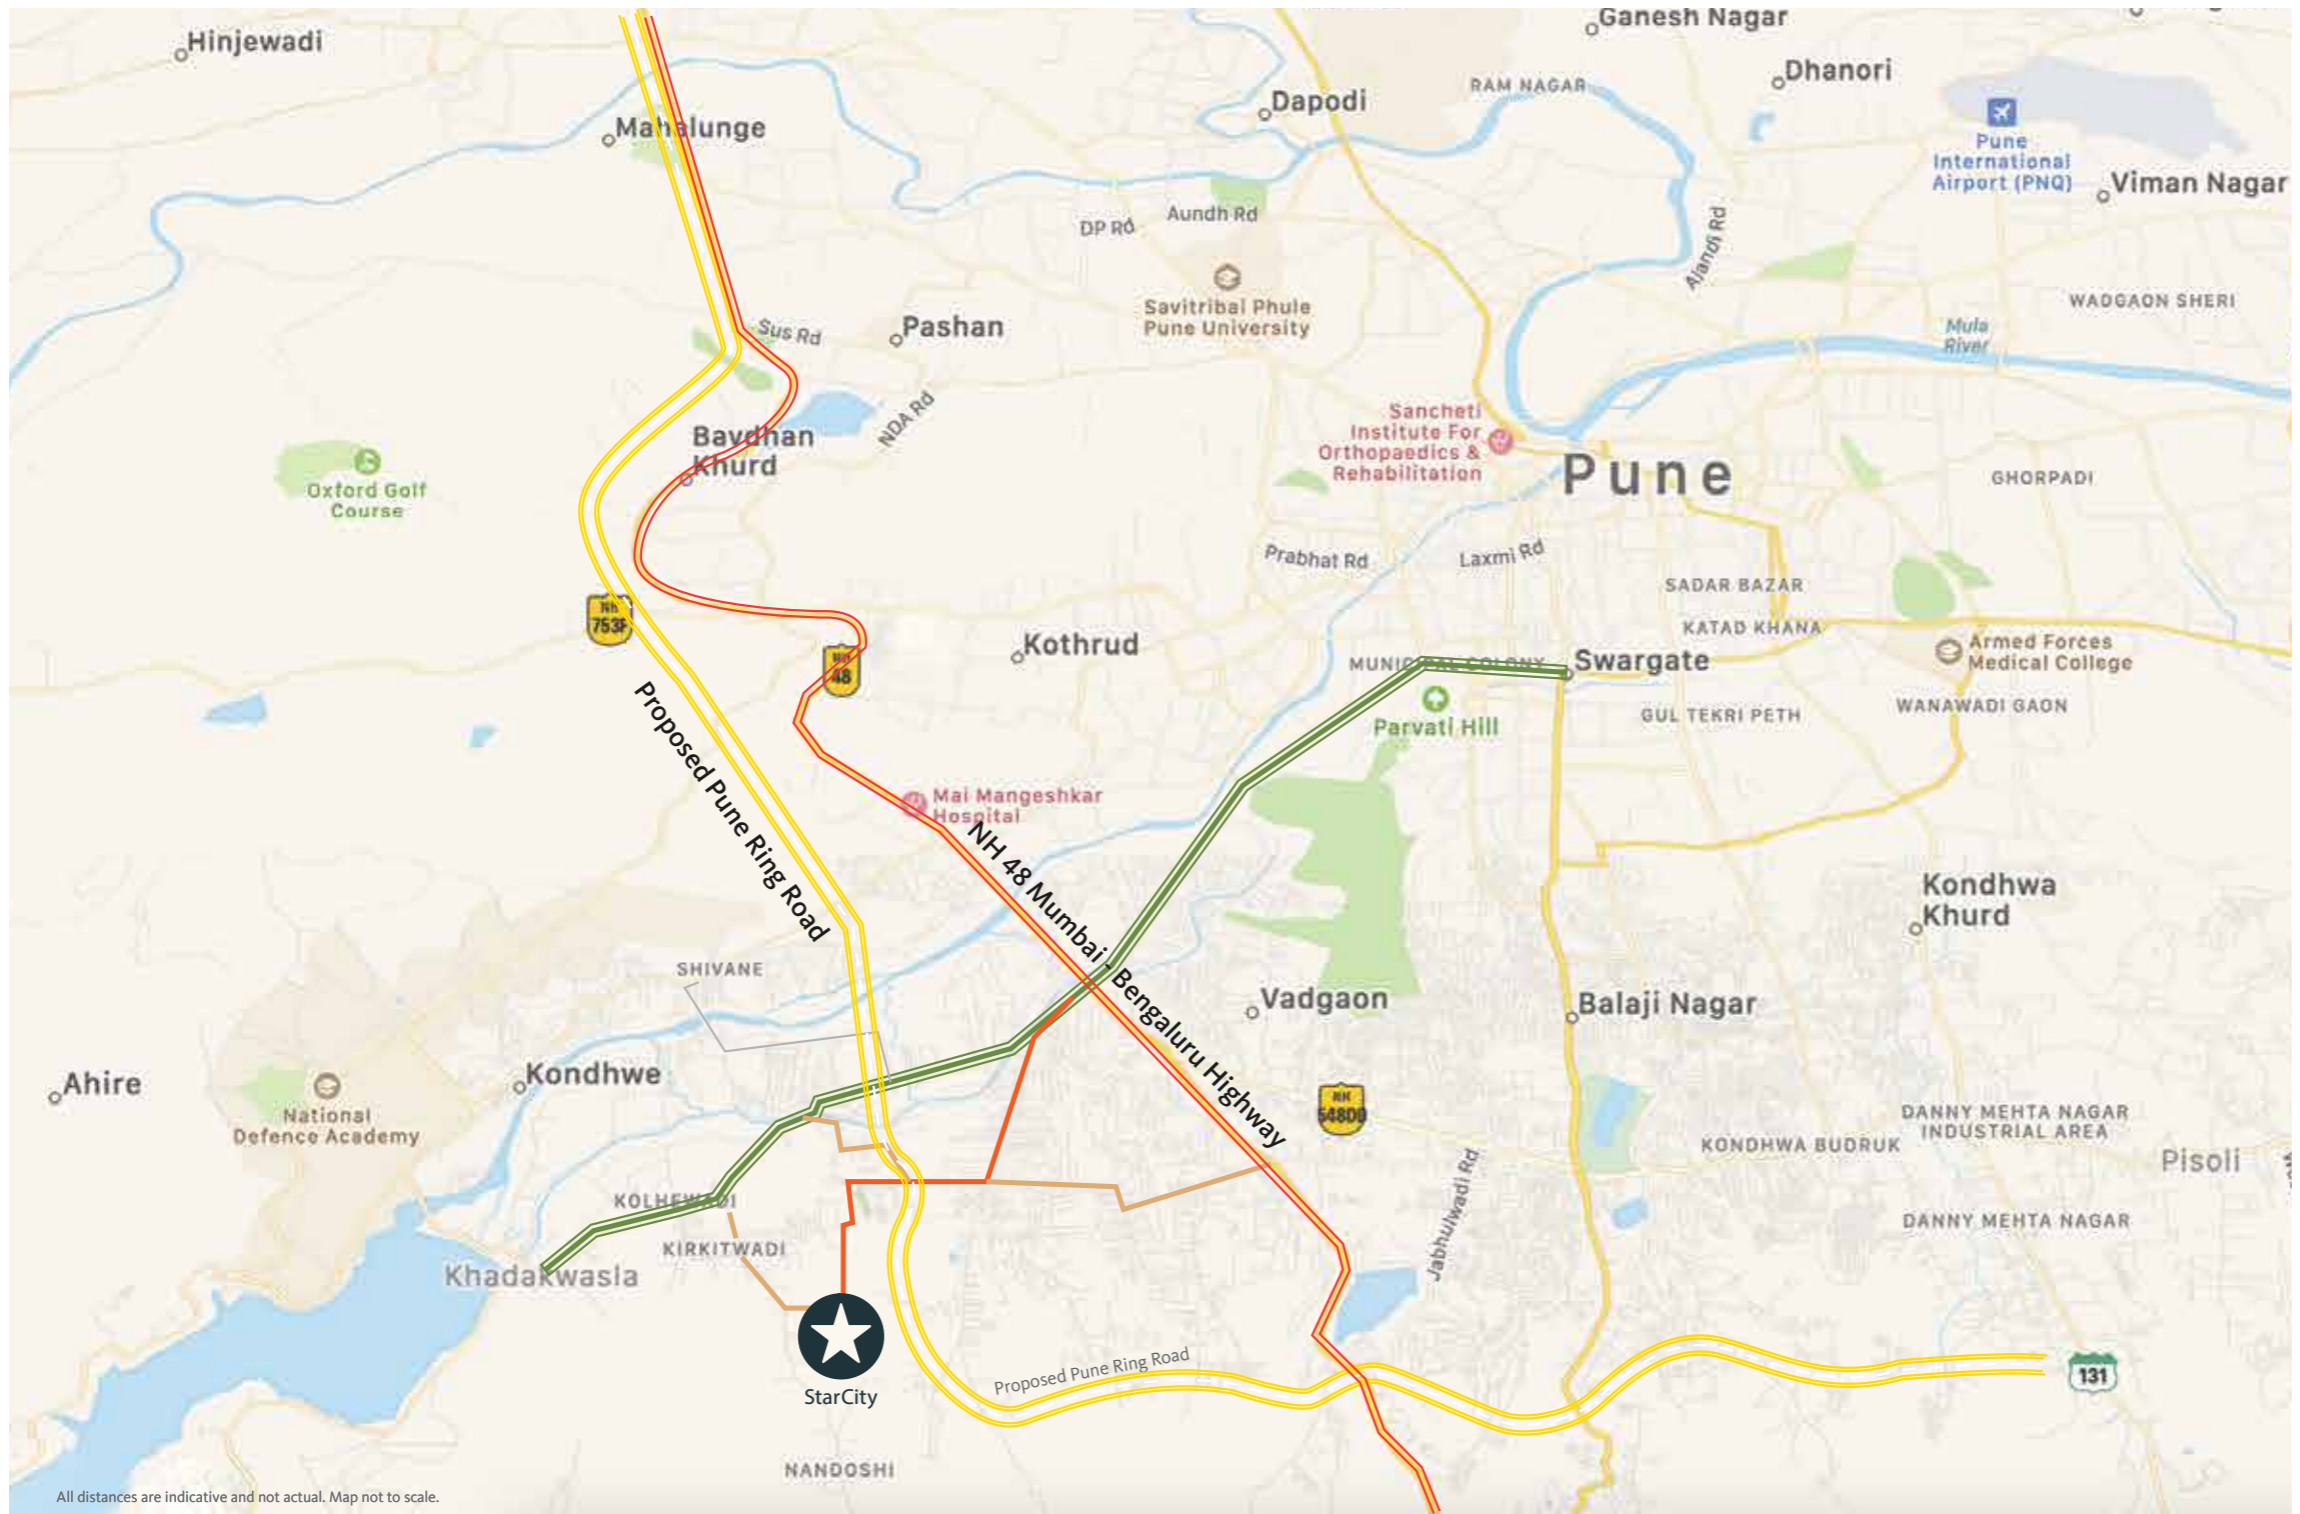 Ganesh Nagar
Hinjewadi
Dhanori
RAM NAGAR
Dapodi
Mahalunge
Pune
International
Airport (PNQ)
Viman Nagar
Aundh Rd
DP Rd
Alandi Rd
WADGAON SHERI
Savitribai Phule
Pune University
Sus Rd
Pashan
Mula
River
NDA Rd
Sancheti
Institute For
Orthopaedics &
Rehabilitation
Bavdhan
Khurd
Pune
GHORPADI
Oxford Golf
Course
Prabhat Rd
Laxmi Rd
SADAR BAZAR
NH
753F
KATAD KHANA
Kothrud
Armed Forces
Medical College
MUNICIPAL COLONY
Swargate
NH
48
WANAWADI GAON
GUL TEKRI PETH
Parvati Hill
Proposed Pune Ring Road
Mai Mangeshkar
Hospital
NH 48 Mumbai - Bengaluru Highway
Kondhwa
Khurd
SHIVANE
Vadgaon
Balaji Nagar
Kondhwe
Ahire
NH
548DD
National
Defence Academy
DANNY MEHTA NAGAR
INDUSTRIAL AREA
KONDHWA BUDRUK
Pisoli
Jabhulwadi Rd
KOLHEWADI
DANNY MEHTA NAGAR
KIRKITWADI
Khadakwasla
Proposed Pune Ring Road
131
StarCity
NANDOSHI
All distances are indicative and not actual. Map not to scale.